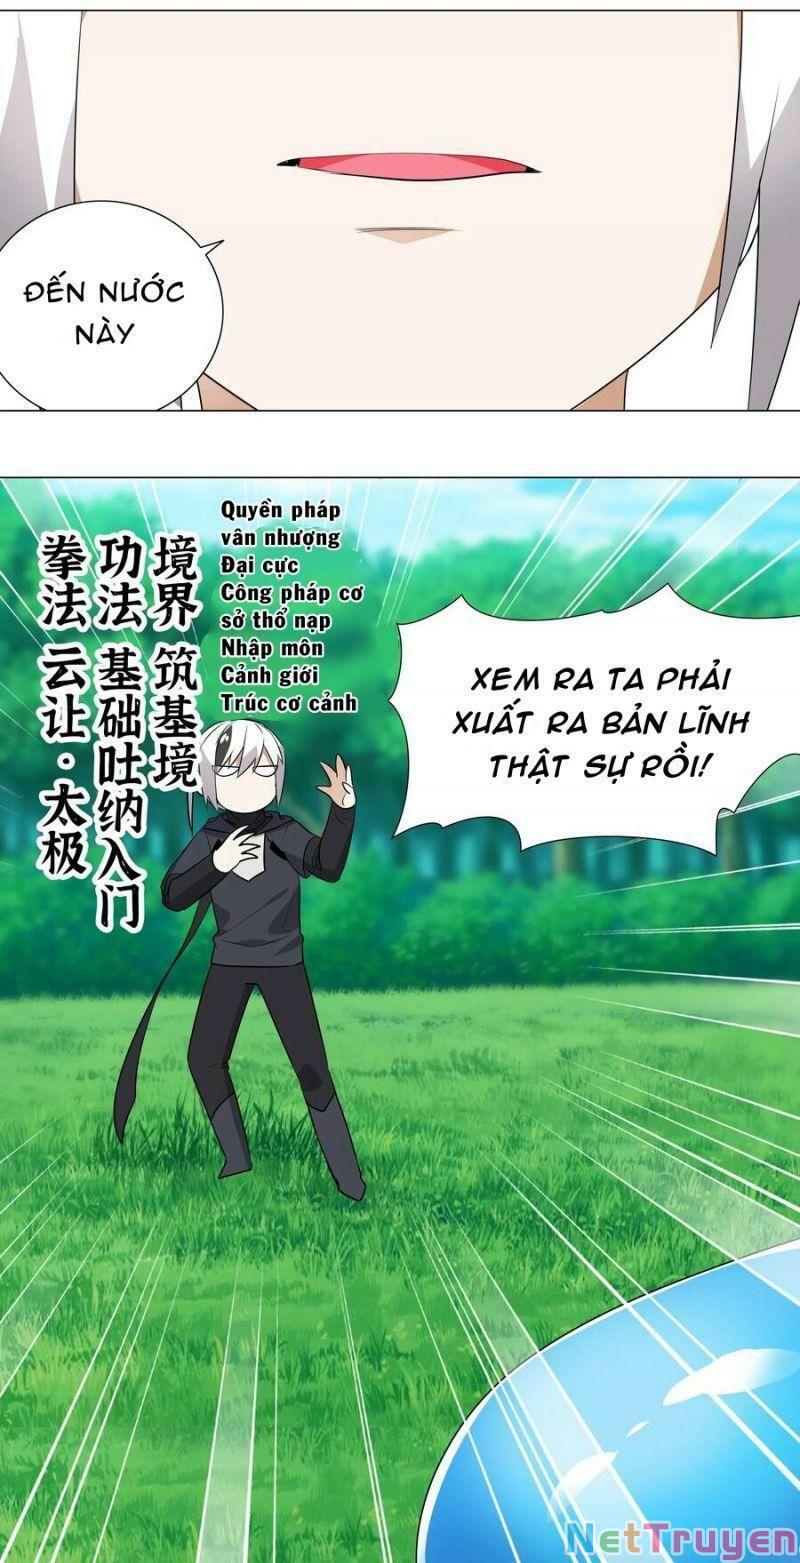 ĐẾN NƯỚC
NÀY
境界 筑基境
功法 基础吐纳入门
拳法 云让·太极
Quyền pháp
vân nhượng
Đại cực
Công pháp cơ
sở thổ nạp
Nhập môn
Cảnh giới
Trúc cơ cảnh
XEM RA TA PHẢI
XUẤT RA BẢN LĨNH
THẬT SỰ RỒI!
NetTruyen